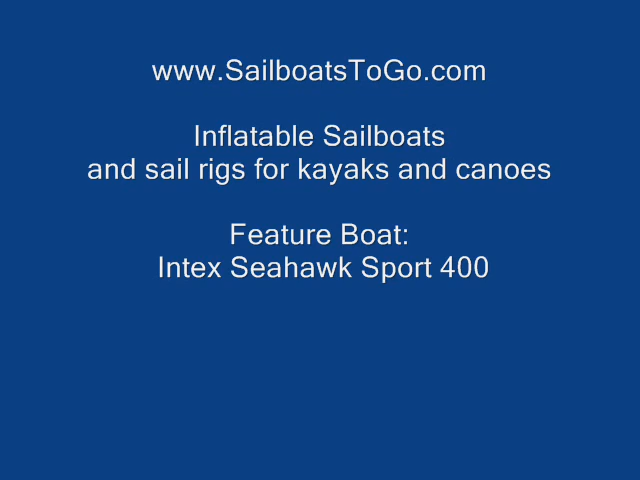 www.SailboatsToGo.com
Inflatable Sailboats
and sail rigs for kayaks and canoes
Feature Boat:
Intex Seahawk Sport 400